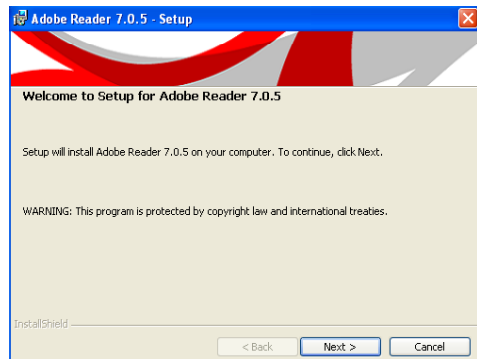 Adobe Reader 7.0.5 - Setup
Welcome to Setup for Adobe Reader 7.0.5
Setup will install Adobe Reader 7.0.5 on your computer. To continue, click Next.
WARNING: This program is protected by copyright law and international treaties.
InstallShield
< Back Next > Cancel